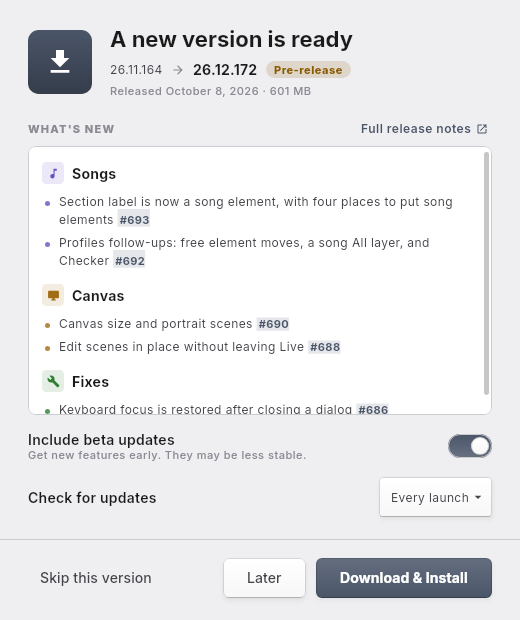 A new version is ready
26.11.164 → 26.12.172 Pre-release
Released October 8, 2026 · 601 MB
WHAT'S NEW
Full release notes
Songs
Section label is now a song element, with four places to put song
elements #693
Profiles follow-ups: free element moves, a song All layer, and
Checker #692
Canvas
Canvas size and portrait scenes #690
Edit scenes in place without leaving Live #688
Fixes
Keyboard focus is restored after closing a dialog #686
Include beta updates
Get new features early. They may be less stable.
Check for updates
Every launch
Skip this version
Later
Download & Install